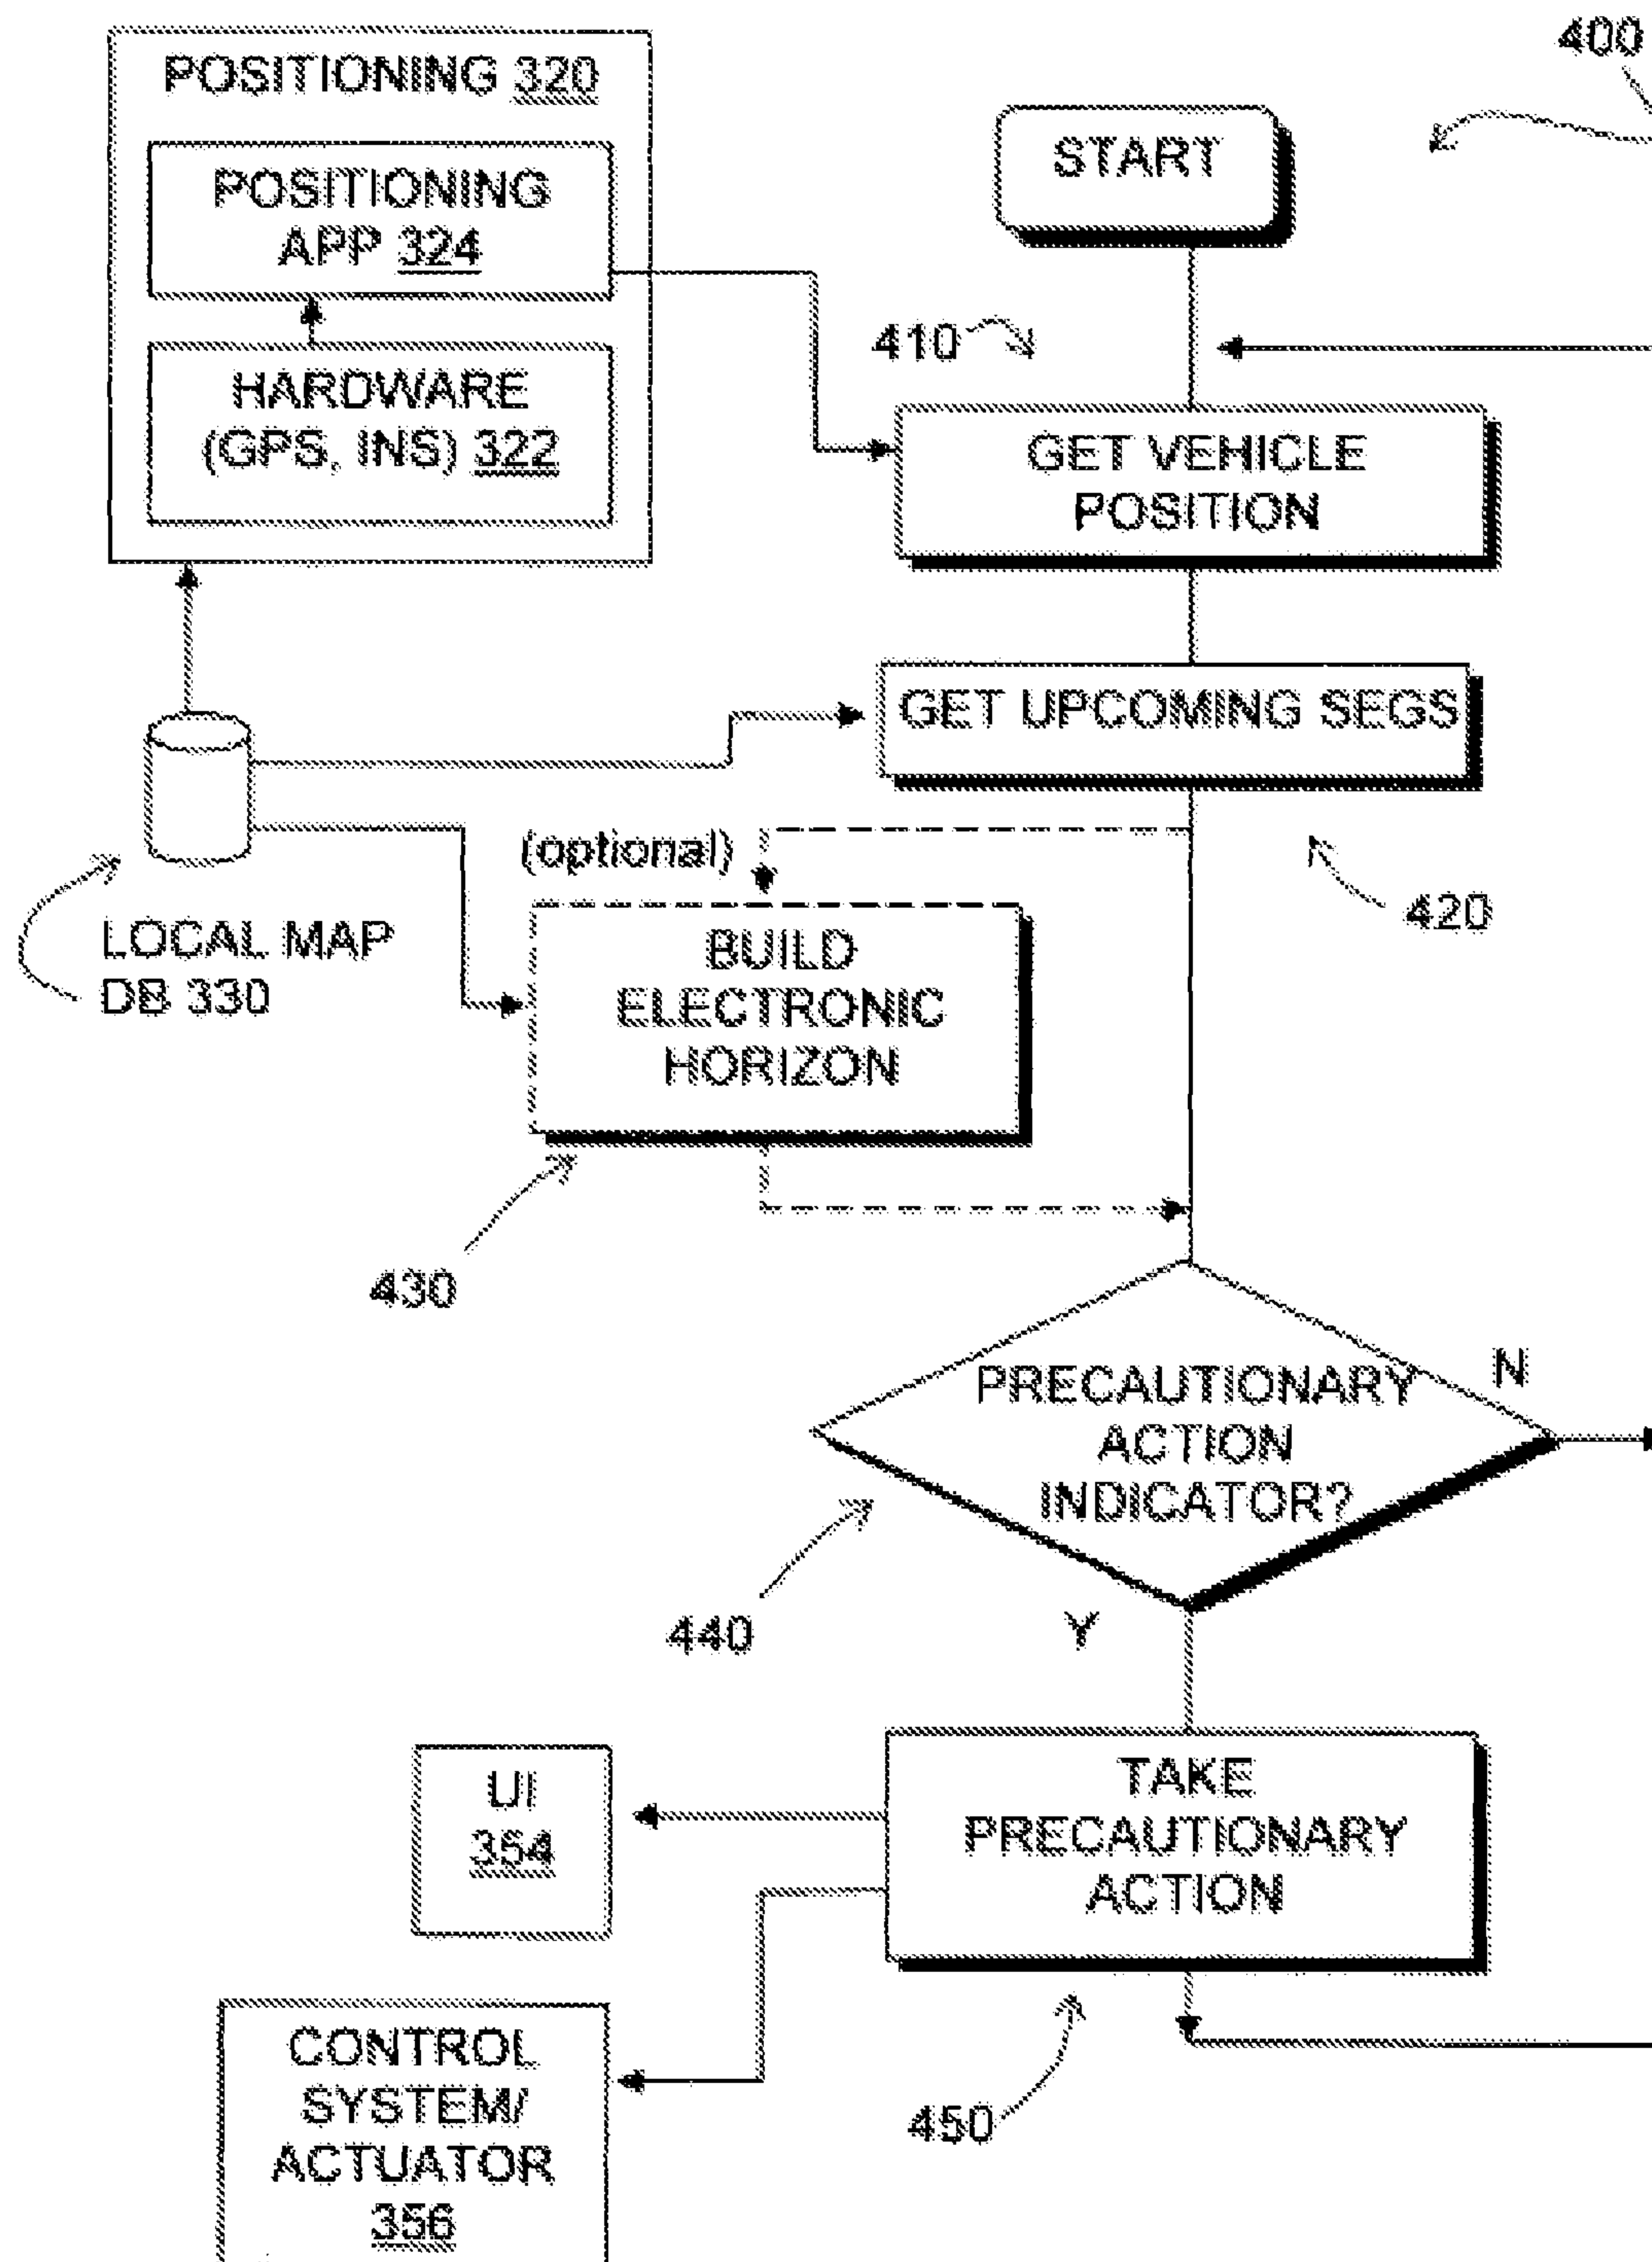 POSITIONING 320
POSITIONING
APP 324
HARDWARE
(GPS, INS) 322
400
START
410
GET VEHICLE
POSITION
GET UPCOMING SEGS
420
(optional)
LOCAL MAP
DB 330
BUILD
ELECTRONIC
HORIZON
430
PRECAUTIONARY
ACTION
INDICATOR?
N
440
Y
TAKE
PRECAUTIONARY
ACTION
UI
354
450
CONTROL
SYSTEM/
ACTUATOR
356